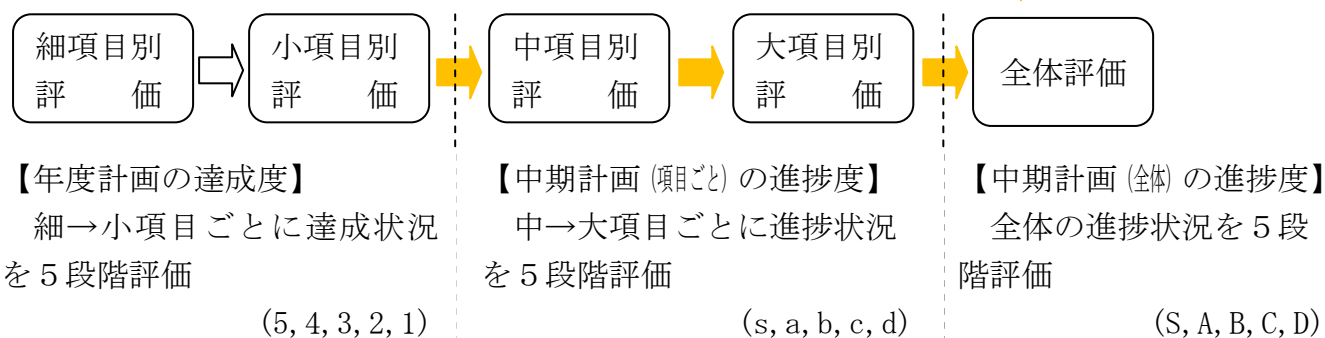 細項目別
評　　価
小項目別
評　　価
中項目別
評　　価
大項目別
評　　価
全体評価
【年度計画の達成度】
細→小項目ごとに達成状況
を５段階評価
(5,4,3,2,1)
【中期計画(項目ごと)の進捗度】
中→大項目ごとに進捗状況
を５段階評価
(s,a,b,c,d)
【中期計画(全体)の進捗度】
全体の進捗状況を５段
階評価
(S,A,B,C,D)